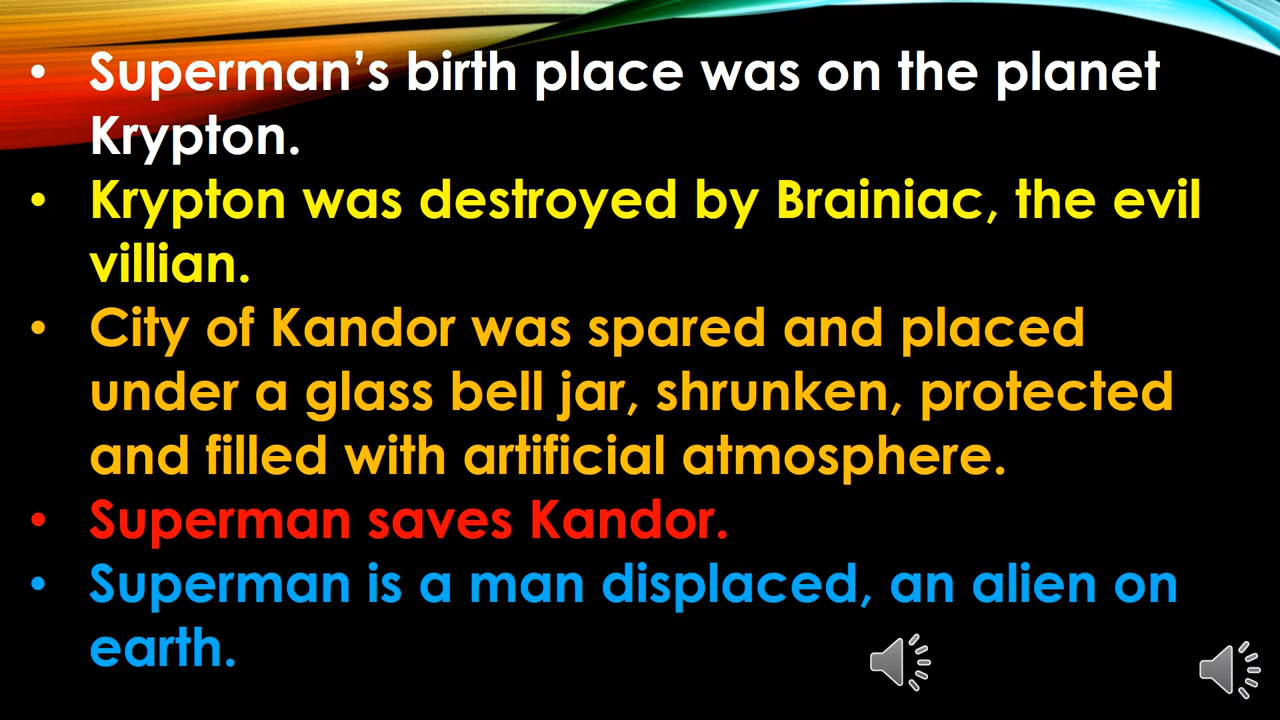 • Superman's birth place was on the planet
Krypton.
• Krypton was destroyed by Brainiac, the evil
villian.
• City of Kandor was spared and placed
under a glass bell jar, shrunken, protected
and filled with artificial atmosphere.
• Superman saves Kandor.
• Superman is a man displaced, an alien on
earth.